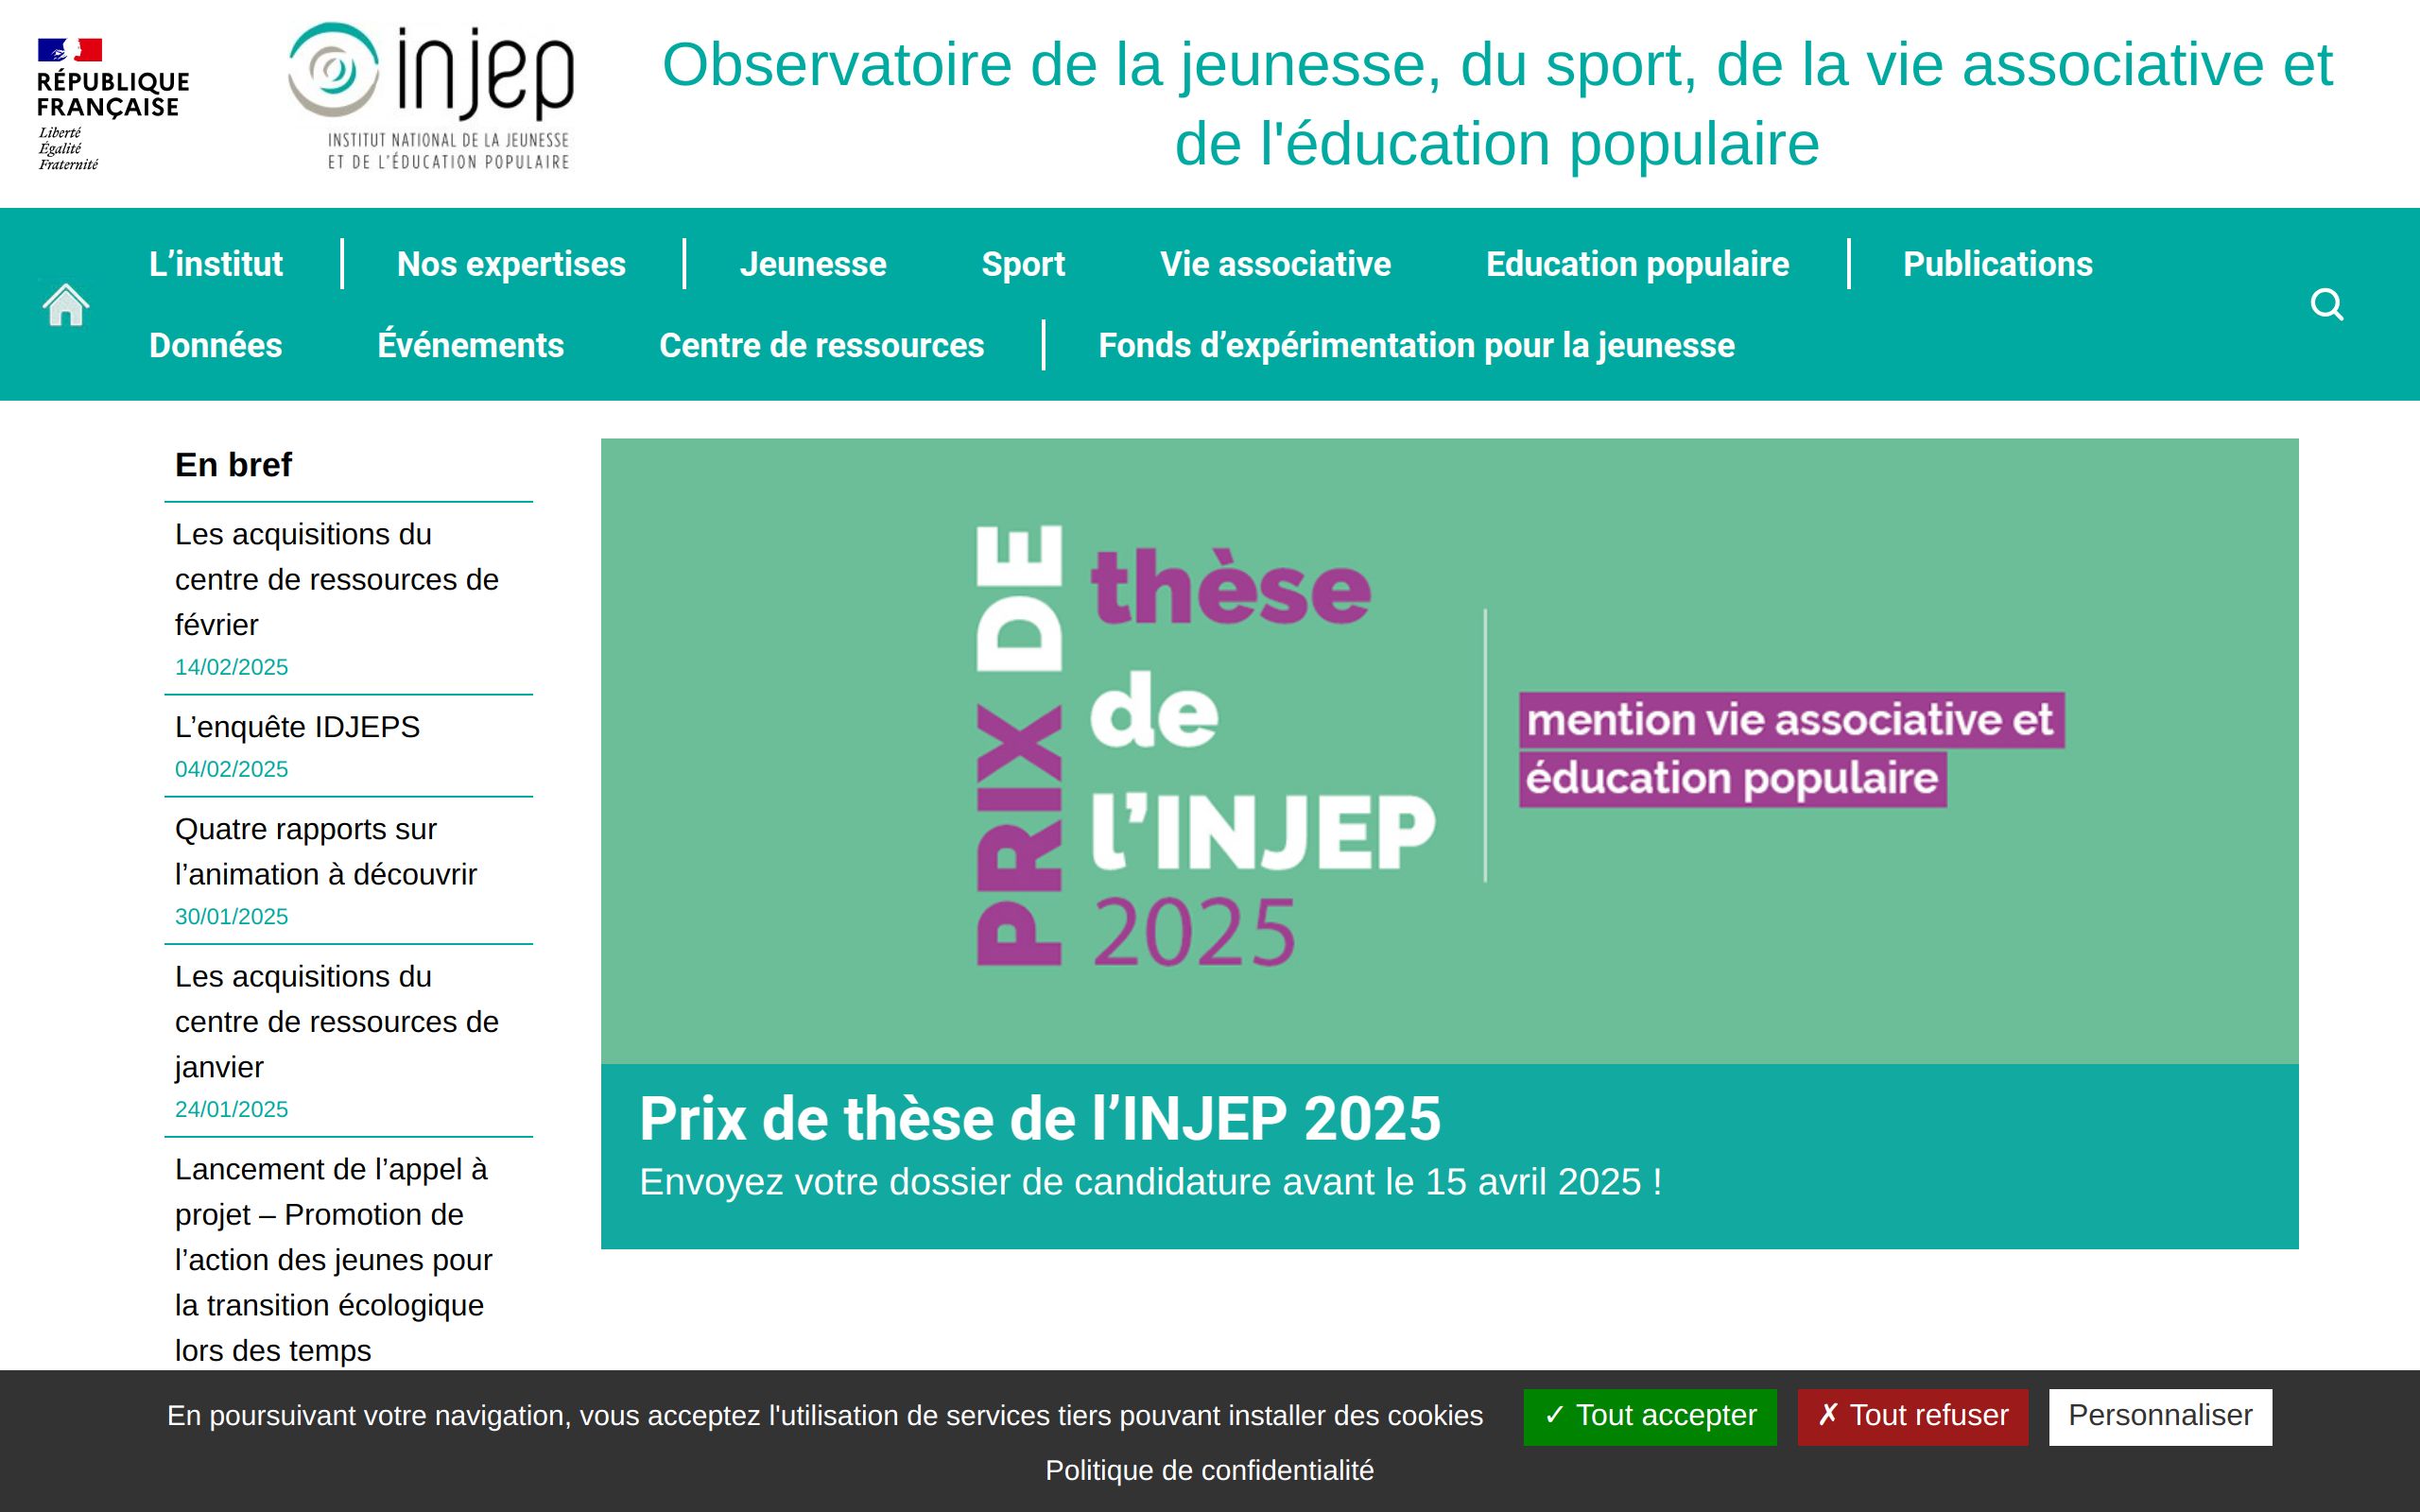 RÉPUBLIQUE
FRANÇAISE
Liberté
Égalité
Fraternité
injep
INSTITUT NATIONAL DE LA JEUNESSE
ET DE L'ÉDUCATION POPULAIRE
Observatoire de la jeunesse, du sport, de la vie associative et
de l'éducation populaire
L’institut
Nos expertises
Jeunesse
Sport
Vie associative
Education populaire
Publications
Données
Événements
Centre de ressources
Fonds d’expérimentation pour la jeunesse
En bref
Les acquisitions du
centre de ressources de
février
14/02/2025
L’enquête IDJEPS
04/02/2025
Quatre rapports sur
l’animation à découvrir
30/01/2025
Les acquisitions du
centre de ressources de
janvier
24/01/2025
Lancement de l’appel à
projet – Promotion de
l’action des jeunes pour
la transition écologique
lors des temps
PRIX DE
thèse
de
l’INJEP
2025
mention vie associative et
éducation populaire
Prix de thèse de l’INJEP 2025
Envoyez votre dossier de candidature avant le 15 avril 2025 !
En poursuivant votre navigation, vous acceptez l'utilisation de services tiers pouvant installer des cookies
✓ Tout accepter
✗ Tout refuser
Personnaliser
Politique de confidentialité